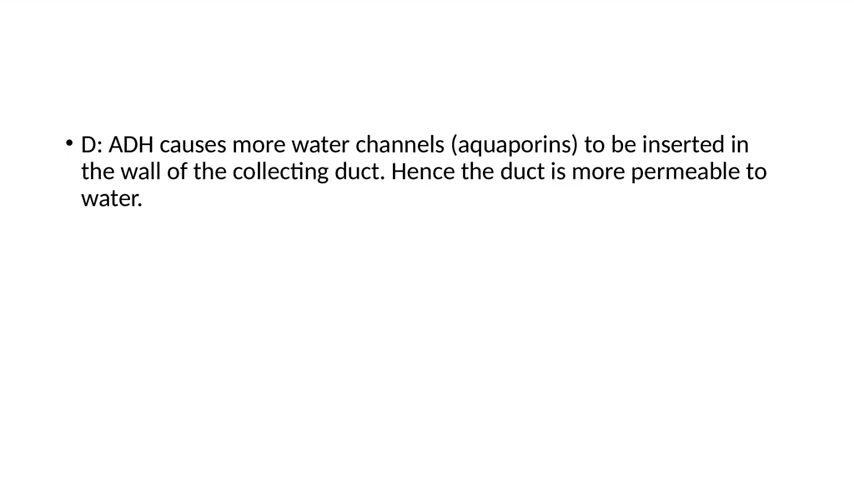 • D: ADH causes more water channels (aquaporins) to be inserted in
the wall of the collecting duct. Hence the duct is more permeable to
water.